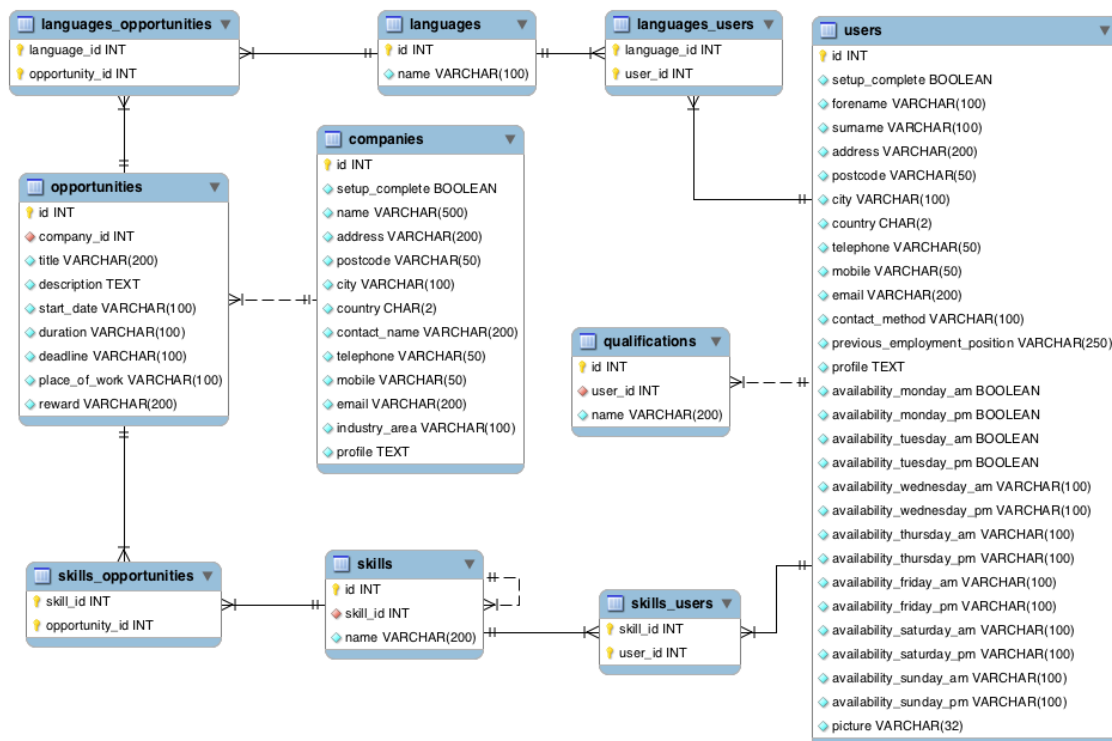 languages_opportunities
language_id INT
opportunity_id INT
languages
id INT
name VARCHAR(100)
languages_users
language_id INT
user_id INT
users
id INT
setup_complete BOOLEAN
forename VARCHAR(100)
surname VARCHAR(100)
address VARCHAR(200)
postcode VARCHAR(50)
city VARCHAR(100)
country CHAR(2)
telephone VARCHAR(50)
mobile VARCHAR(50)
email VARCHAR(200)
contact_method VARCHAR(100)
previous_employment_position VARCHAR(250)
profile TEXT
availability_monday_am BOOLEAN
availability_monday_pm BOOLEAN
availability_tuesday_am BOOLEAN
availability_tuesday_pm BOOLEAN
availability_wednesday_am VARCHAR(100)
availability_wednesday_pm VARCHAR(100)
availability_thursday_am VARCHAR(100)
availability_thursday_pm VARCHAR(100)
availability_friday_am VARCHAR(100)
availability_friday_pm VARCHAR(100)
availability_saturday_am VARCHAR(100)
availability_saturday_pm VARCHAR(100)
availability_sunday_am VARCHAR(100)
availability_sunday_pm VARCHAR(100)
picture VARCHAR(32)
opportunities
id INT
company_id INT
title VARCHAR(200)
description TEXT
start_date VARCHAR(100)
duration VARCHAR(100)
deadline VARCHAR(100)
place_of_work VARCHAR(100)
reward VARCHAR(200)
companies
id INT
setup_complete BOOLEAN
name VARCHAR(500)
address VARCHAR(200)
postcode VARCHAR(50)
city VARCHAR(100)
country CHAR(2)
contact_name VARCHAR(200)
telephone VARCHAR(50)
mobile VARCHAR(50)
email VARCHAR(200)
industry_area VARCHAR(100)
profile TEXT
qualifications
id INT
user_id INT
name VARCHAR(200)
skills_opportunities
skill_id INT
opportunity_id INT
skills
id INT
skill_id INT
name VARCHAR(200)
skills_users
skill_id INT
user_id INT